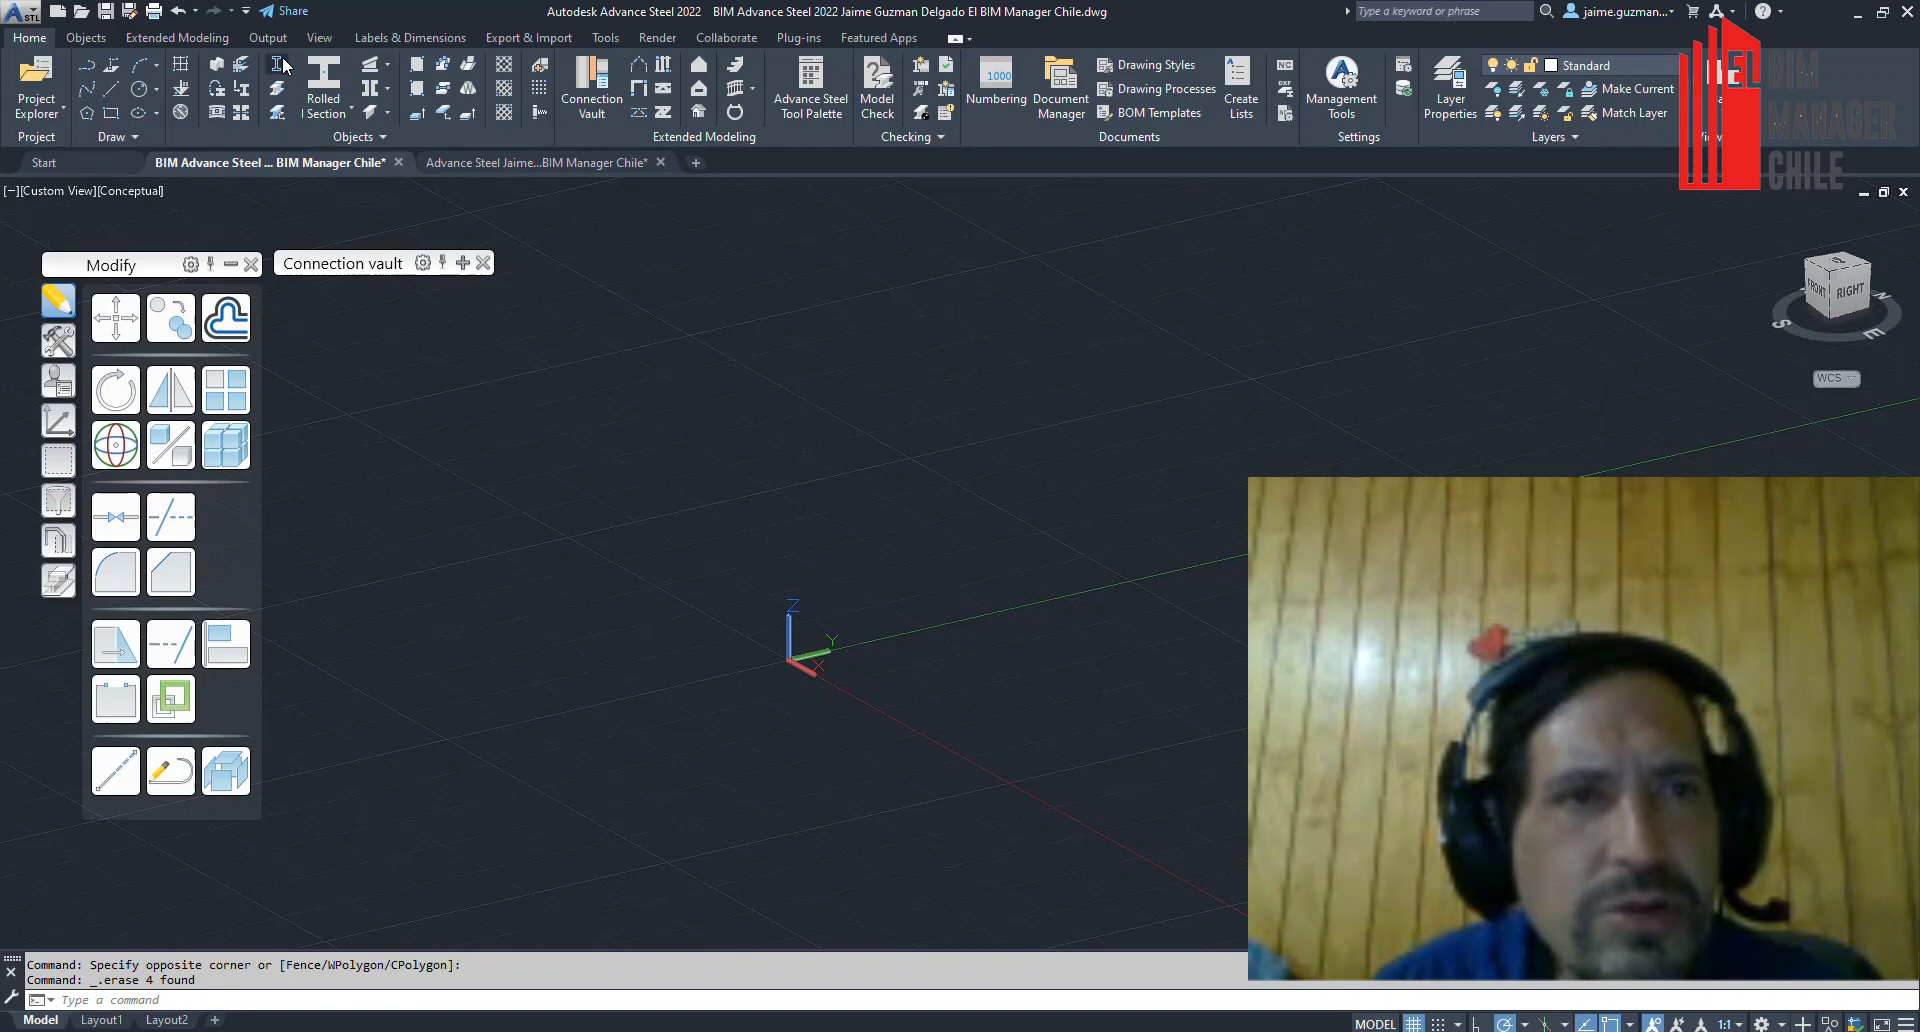 STL
Share
Autodesk Advance Steel 2022 BIM Advance Steel 2022 Jaime Guzman Delgado El BIM Manager Chile.dwg
Type a keyword or phrase
jaime.guzman...
Home Objects Extended Modeling Output View Labels & Dimensions Export & Import Tools Render Collaborate Plug-ins Featured Apps
Project Explorer
Rolled I Section
Connection Vault
Advance Steel Tool Palette
Model Check
1000
Numbering
Document Manager
Drawing Styles
Drawing Processes
BOM Templates
Create Lists
NC
DXF
Management Tools
Layer Properties
Standard
Make Current
Match Layer
Project Draw Objects Extended Modeling Checking Documents Settings Layers
EL BIM
MANAGER
CHILE
Start BIM Advance Steel ... BIM Manager Chile* Advance Steel Jaime...BIM Manager Chile*
[−][Custom View][Conceptual]
Modify
Connection vault
FRONT RIGHT
S E N
WCS
Z
Y
X
Command: Specify opposite corner or [Fence/WPolygon/CPolygon]:
Command: _.erase 4 found
Type a command
Model Layout1 Layout2
MODEL 1:1